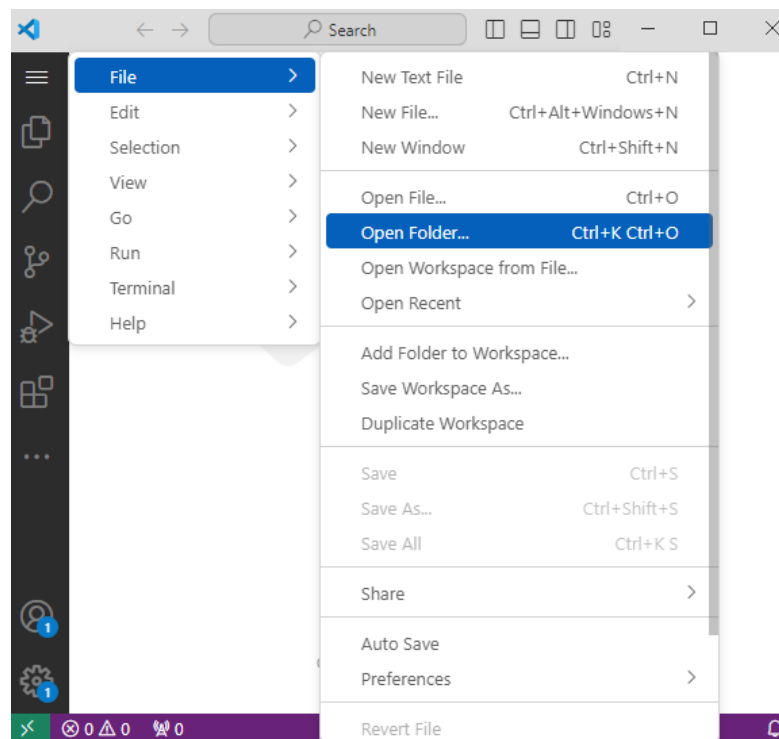 Search
File
Edit
Selection
View
Go
Run
Terminal
Help
New Text File Ctrl+N
New File... Ctrl+Alt+Windows+N
New Window Ctrl+Shift+N
Open File... Ctrl+O
Open Folder... Ctrl+K Ctrl+O
Open Workspace from File...
Open Recent
Add Folder to Workspace...
Save Workspace As...
Duplicate Workspace
Save Ctrl+S
Save As... Ctrl+Shift+S
Save All Ctrl+K S
Share
Auto Save
Preferences
Revert File
1
1
0 0 0